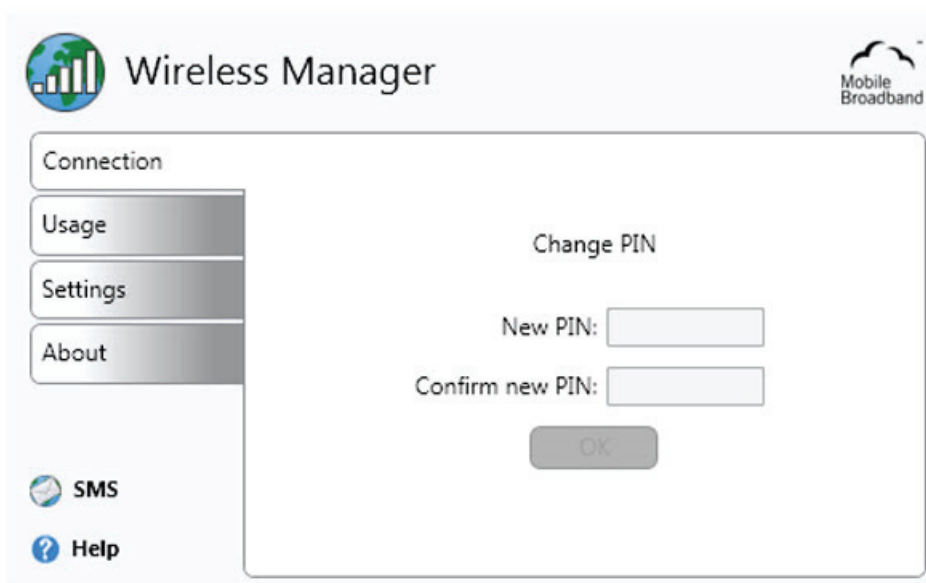 Wireless Manager
Mobile
Broadband
Connection
Usage
Settings
About
Change PIN
New PIN:
Confirm new PIN:
OK
SMS
Help